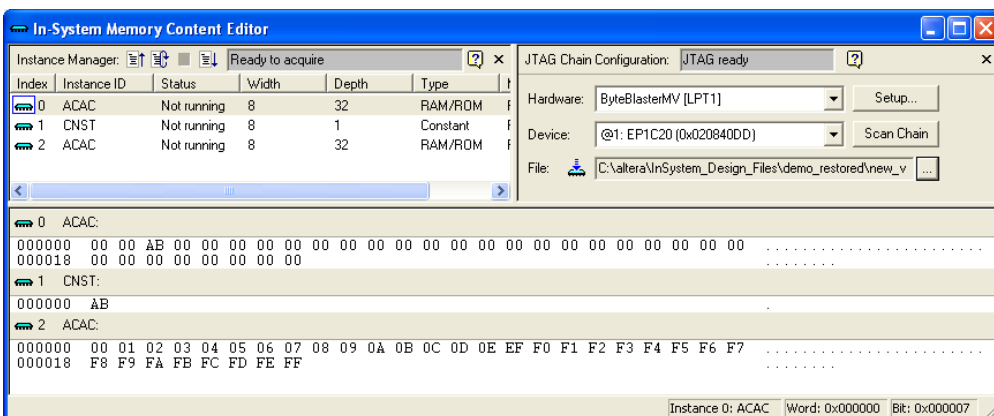 In-System Memory Content Editor
Instance Manager: Ready to acquire
JTAG Chain Configuration: JTAG ready
Index Instance ID Status Width Depth Type
0 ACAC Not running 8 32 RAM/ROM
1 CNST Not running 8 1 Constant
2 ACAC Not running 8 32 RAM/ROM
Hardware: ByteBlasterMV [LPT1] Setup...
Device: @1: EP1C20 (0x020840DD) Scan Chain
File: C:\altera\InSystem_Design_Files\demo_restored\new_v ...
0 ACAC:
000000 00 00 AB 00 00 00 00 00 00 00 00 00 00 00 00 00 00 00 00 00 00 00 00 00 ........................
000018 00 00 00 00 00 00 00 00 ........
1 CNST:
000000 AB .
2 ACAC:
000000 00 01 02 03 04 05 06 07 08 09 0A 0B 0C 0D 0E EF F0 F1 F2 F3 F4 F5 F6 F7 ........................
000018 F8 F9 FA FB FC FD FE FF ........
Instance 0: ACAC Word: 0x000000 Bit: 0x000007